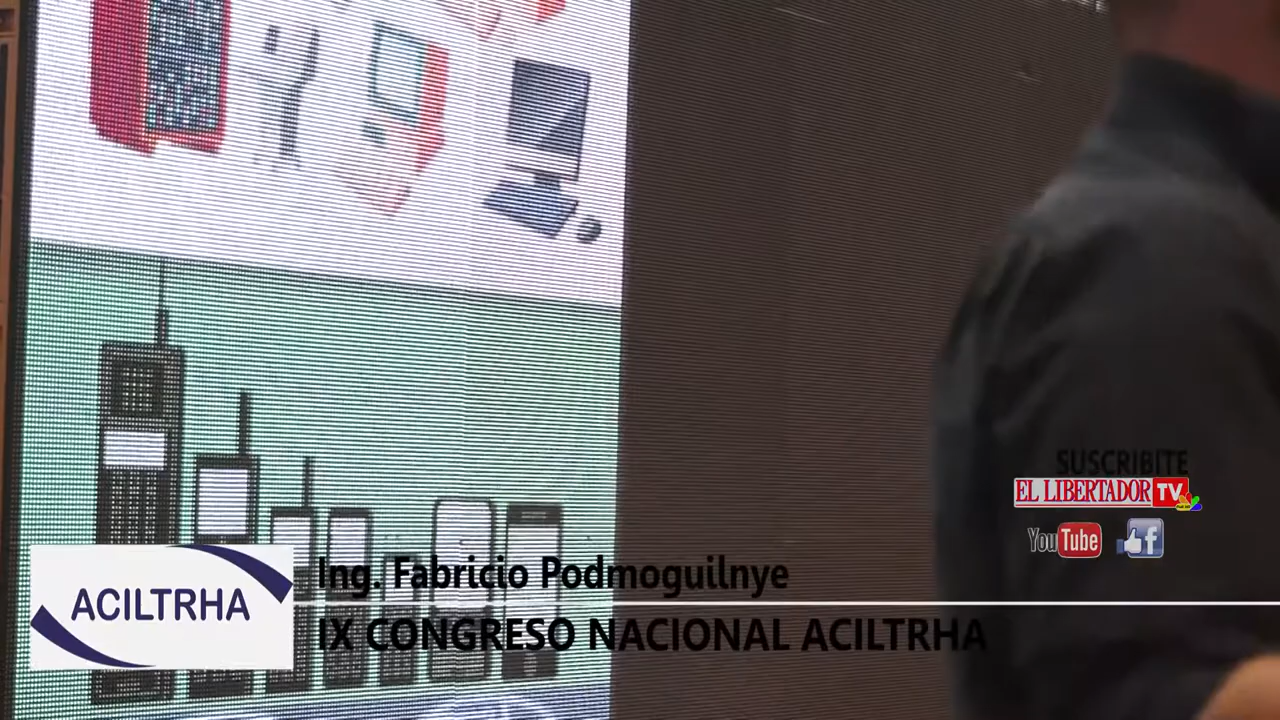 SUSCRIBITE
EL LIBERTADOR TV
YouTube
f
Ing. Fabricio Podmoguilnye
ACILTRHA
IX CONGRESO NACIONAL ACILTRHA